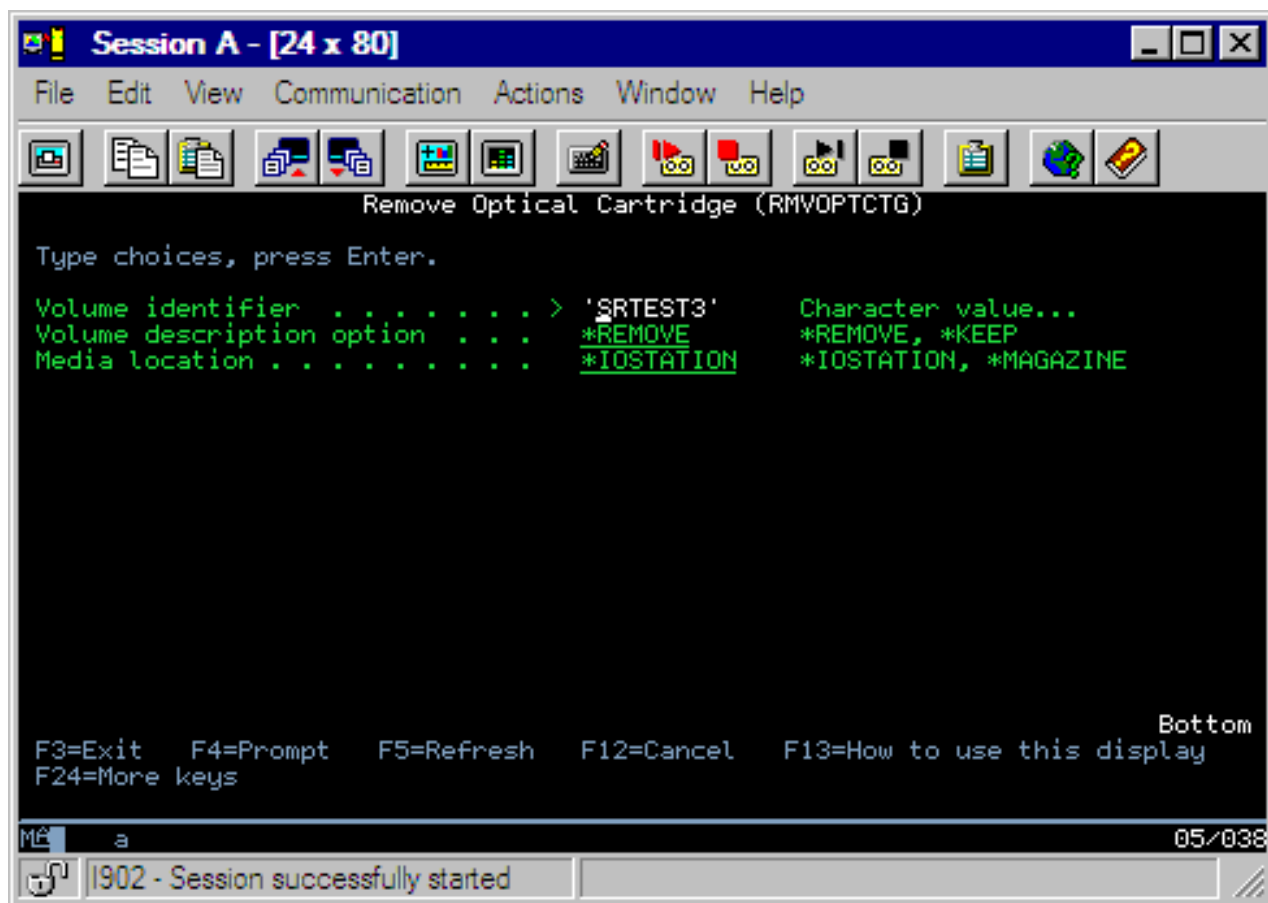 Session A - [24 x 80]
File Edit View Communication Actions Window Help
Remove Optical Cartridge (RMVOPTCTG)
Type choices, press Enter.
Volume identifier . . . . . . . > 'SRTEST3' Character value...
Volume description option . . . *REMOVE *REMOVE, *KEEP
Media location . . . . . . . . . *IOSTATION *IOSTATION, *MAGAZINE
Bottom
F3=Exit F4=Prompt F5=Refresh F12=Cancel F13=How to use this display
F24=More keys
a 05/038
I902 - Session successfully started